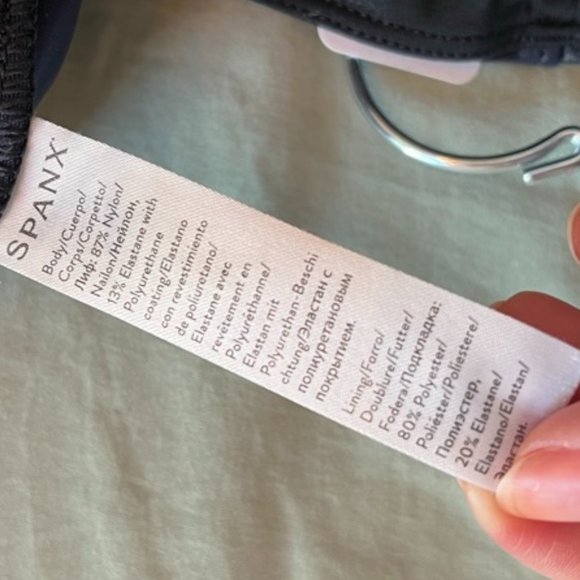 SPANX
Body/Cuerpo/
Corps/Corpetto/
Лиф: 87% Nylon/
Nailon/Нейлон,
13% Elastane with
Polyurethane
coating/Elastano
con revestimiento
de poliuretano/
Elastane avec
revêtement en
Polyuréthanne/
Elastan mit
Polyurethan-Beschi
chtung/Эластан с
полиуретановым
покрытием.
Lining/Forro/
Doublure/Futter/
Fodera/Подкладка:
80% Polyester/
Poliéster/Poliestere/
Полиэстер,
20% Elastane/
Elastano/Elastan/
Эластан.